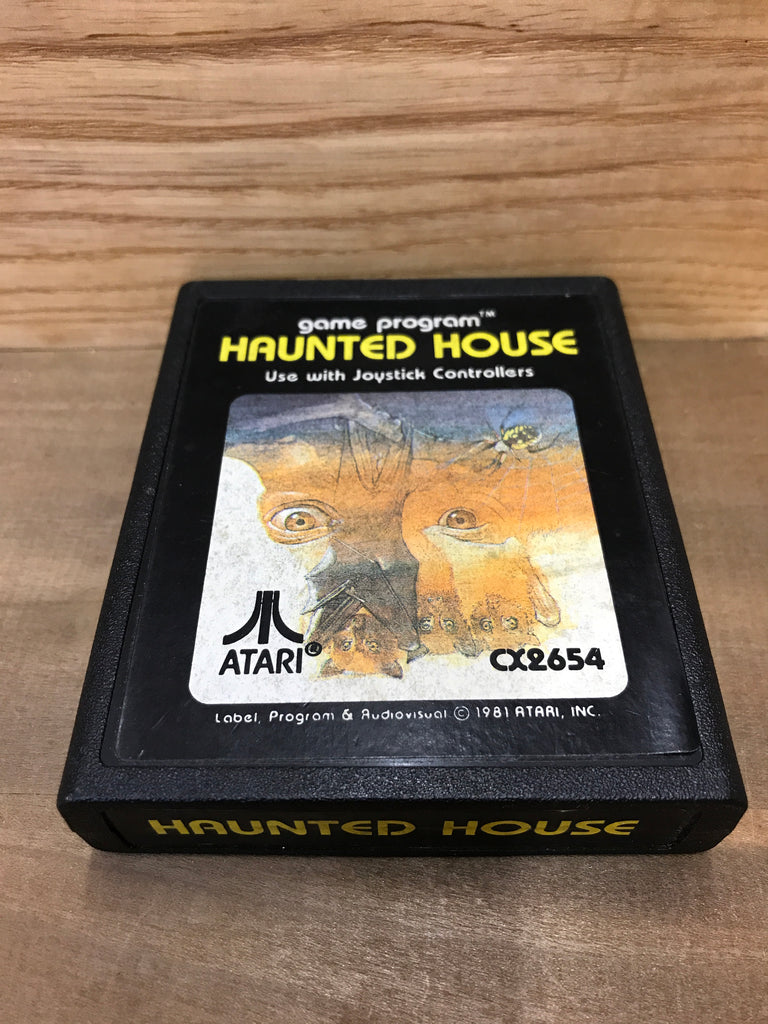 game program™
HAUNTED HOUSE
Use with Joystick Controllers
ATARI®
CX2654
Label, Program & Audiovisual © 1981 ATARI, INC.
HAUNTED HOUSE